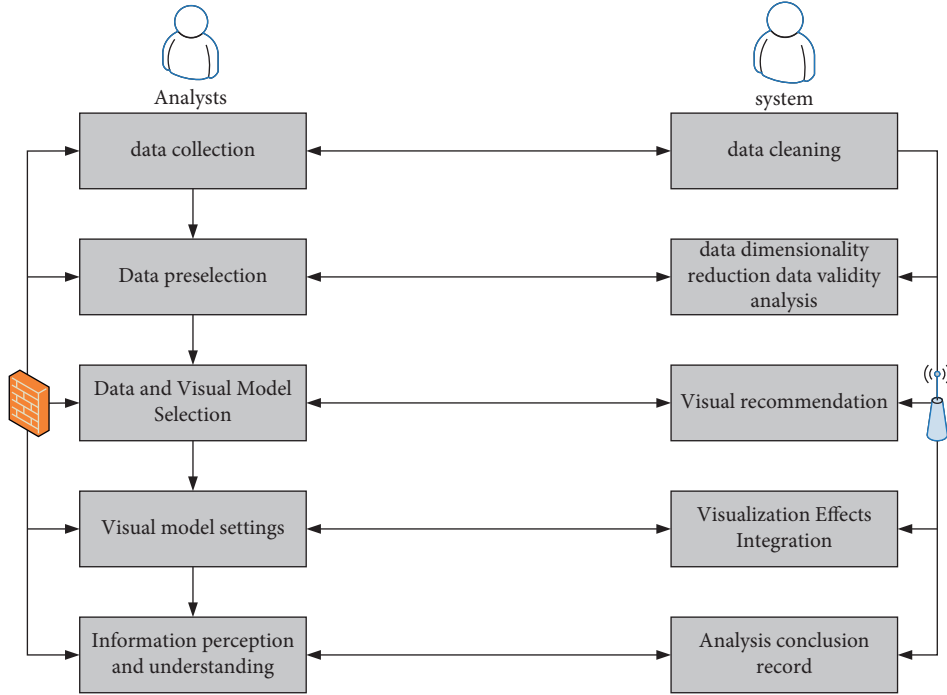 Analysts
system
data collection
data cleaning
Data preselection
data dimensionality
reduction data validity
analysis
Data and Visual Model
Selection
Visual recommendation
Visual model settings
Visualization Effects
Integration
Information perception
and understanding
Analysis conclusion
record